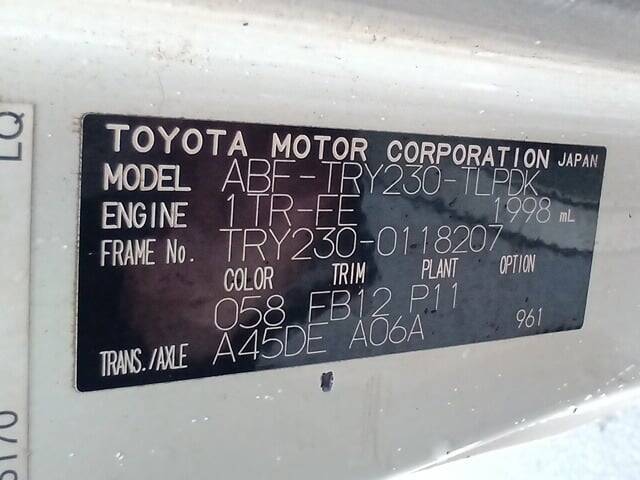 TOYOTA MOTOR CORPORATION JAPAN
MODEL ABF-TRY230-TLPDK
ENGINE 1TR-FE 1998 mL
FRAME No. TRY230-0118207
COLOR TRIM PLANT OPTION
058 FB12 P11 961
TRANS./AXLE A45DE A06A
LQ